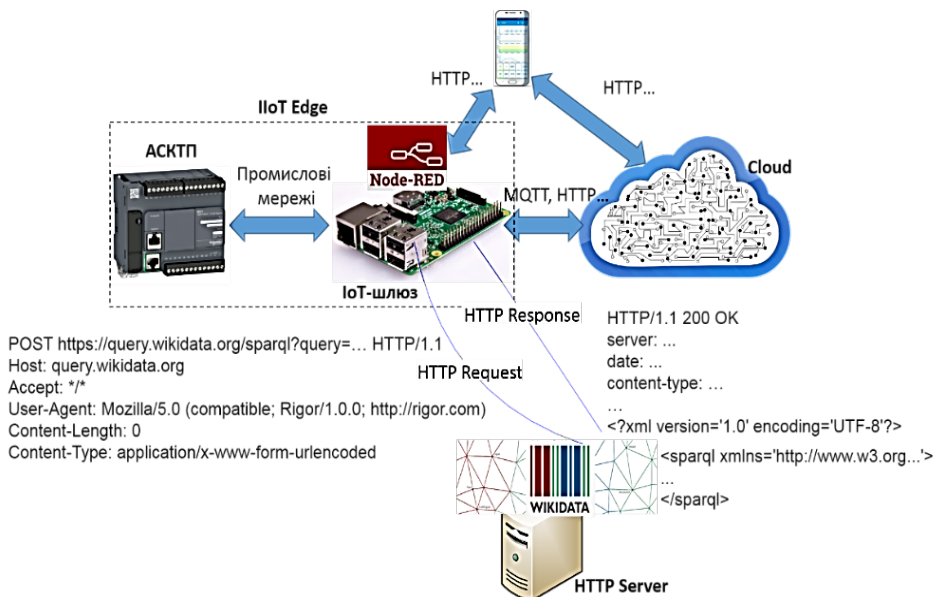 HTTP...
HTTP...
IIoT Edge
АСКТП
Промислові
мережі
Node-RED
MQTT, HTTP...
Cloud
ІоТ-шлюз
HTTP Response
HTTP Request
POST https://query.wikidata.org/sparql?query=… HTTP/1.1
Host: query.wikidata.org
Accept: */*
User-Agent: Mozilla/5.0 (compatible; Rigor/1.0.0; http://rigor.com)
Content-Length: 0
Content-Type: application/x-www-form-urlencoded
HTTP/1.1 200 OK
server: ...
date: ...
content-type: …
...
<?xml version='1.0' encoding='UTF-8'?>
<sparql xmlns='http://www.w3.org...'>
...
</sparql>
WIKIDATA
HTTP Server